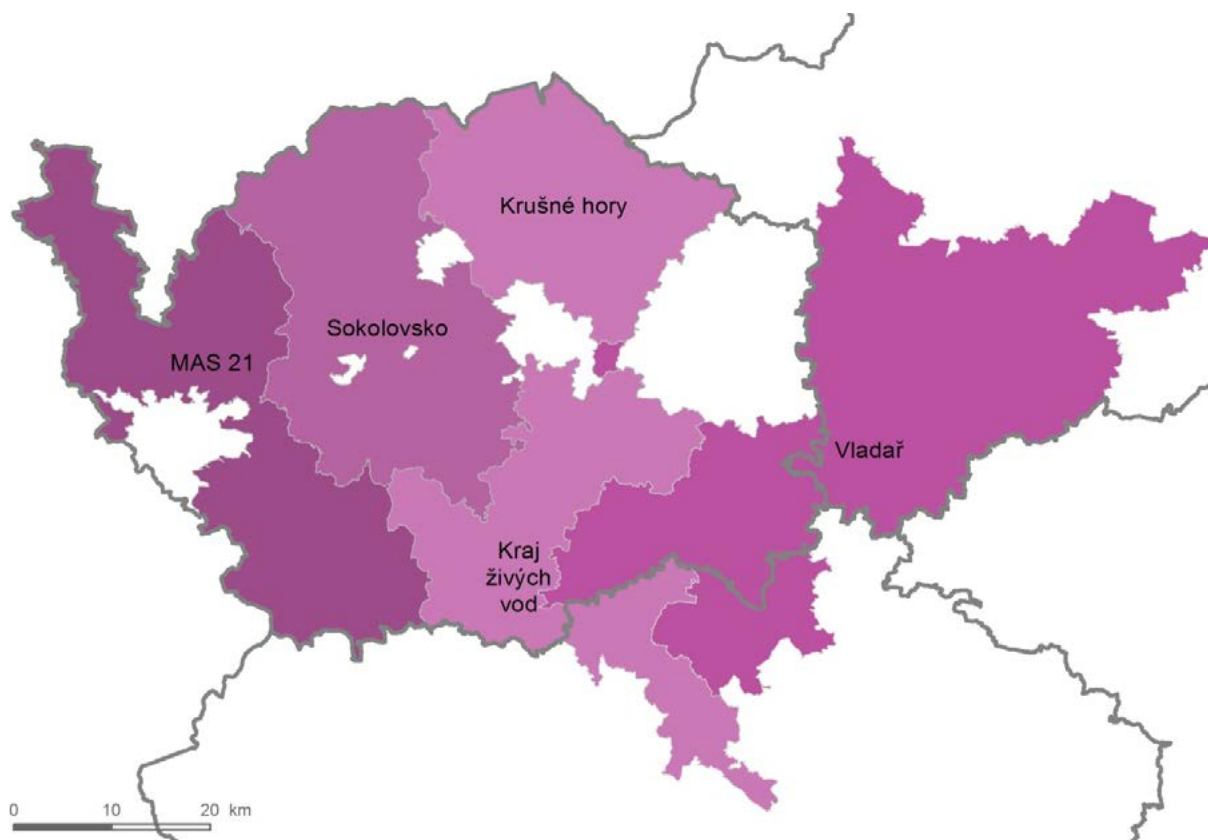 Krušné hory
Sokolovsko
MAS 21
Vladař
Kraj
živých
vod
0 10 20 km